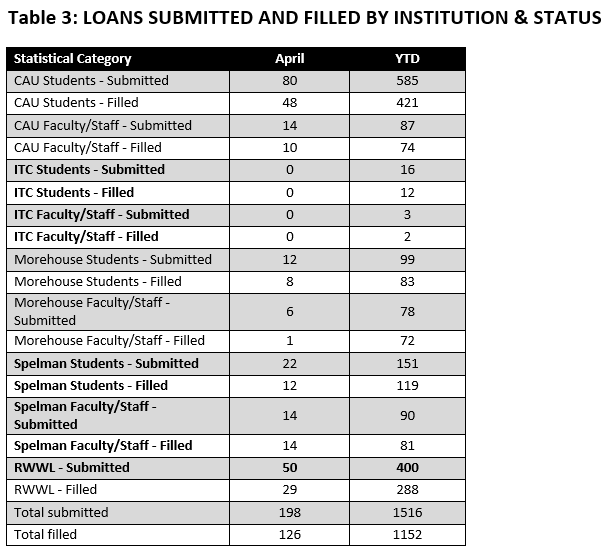 Table 3: LOANS SUBMITTED AND FILLED BY INSTITUTION & STATUS
Statistical Category April YTD
CAU Students - Submitted 80 585
CAU Students - Filled 48 421
CAU Faculty/Staff - Submitted 14 87
CAU Faculty/Staff - Filled 10 74
ITC Students - Submitted 0 16
ITC Students - Filled 0 12
ITC Faculty/Staff - Submitted 0 3
ITC Faculty/Staff - Filled 0 2
Morehouse Students - Submitted 12 99
Morehouse Students - Filled 8 83
Morehouse Faculty/Staff -
Submitted 6 78
Morehouse Faculty/Staff - Filled 1 72
Spelman Students - Submitted 22 151
Spelman Students - Filled 12 119
Spelman Faculty/Staff -
Submitted 14 90
Spelman Faculty/Staff - Filled 14 81
RWWL - Submitted 50 400
RWWL - Filled 29 288
Total submitted 198 1516
Total filled 126 1152